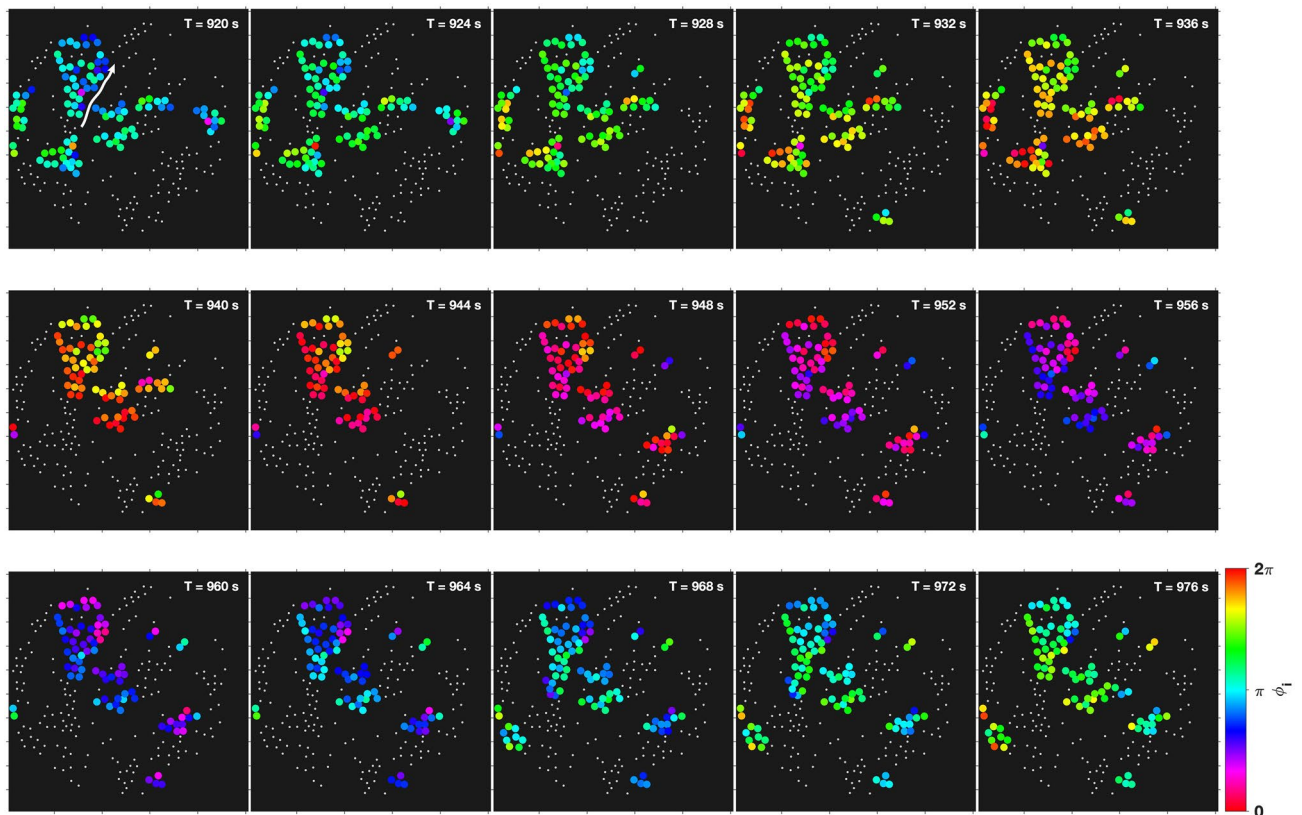 T = 920 s
T = 924 s
T = 928 s
T = 932 s
T = 936 s
T = 940 s
T = 944 s
T = 948 s
T = 952 s
T = 956 s
T = 960 s
T = 964 s
T = 968 s
T = 972 s
T = 976 s
2π
π
0
ϕi